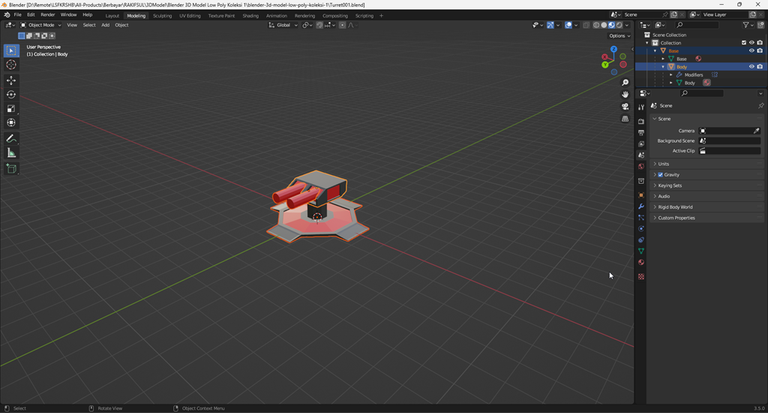 Blender [D:\Remote\LSFKRSHB\All-Products\Berbayar\RAKIFSUL\3DModel\Blender 3D Model Low Poly Koleksi 1\blender-3d-model-low-poly-koleksi-1\Turret001.blend]
File Edit Render Window Help Layout Modeling Sculpting UV Editing Texture Paint Shading Animation Rendering Compositing Scripting Scene View Layer
Object Mode View Select Add Object Global
Options
User Perspective
(1) Collection | Body
Scene Collection
Collection
Base
Base
Body
Modifiers
Body
Scene
Scene
Camera
Background Scene
Active Clip
Units
Gravity
Keying Sets
Audio
Rigid Body World
Custom Properties
Select Rotate View Object Context Menu 3.5.0